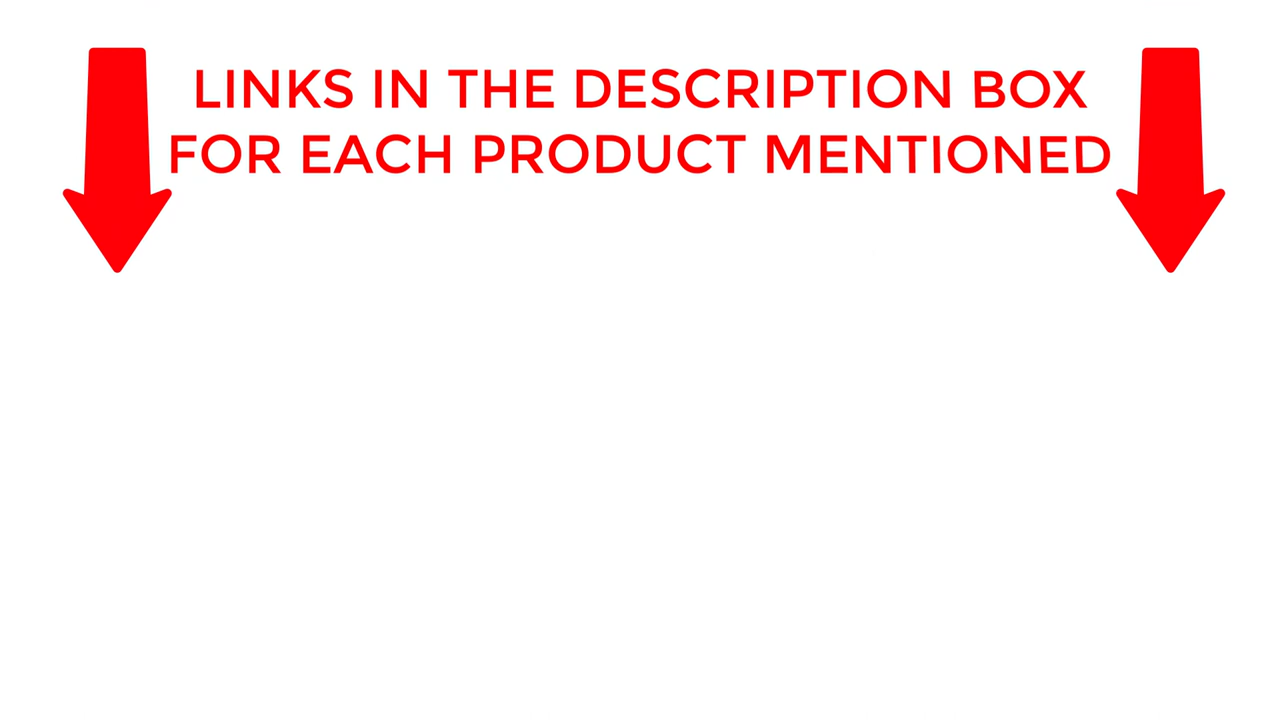 LINKS IN THE DESCRIPTION BOX
FOR EACH PRODUCT MENTIONED